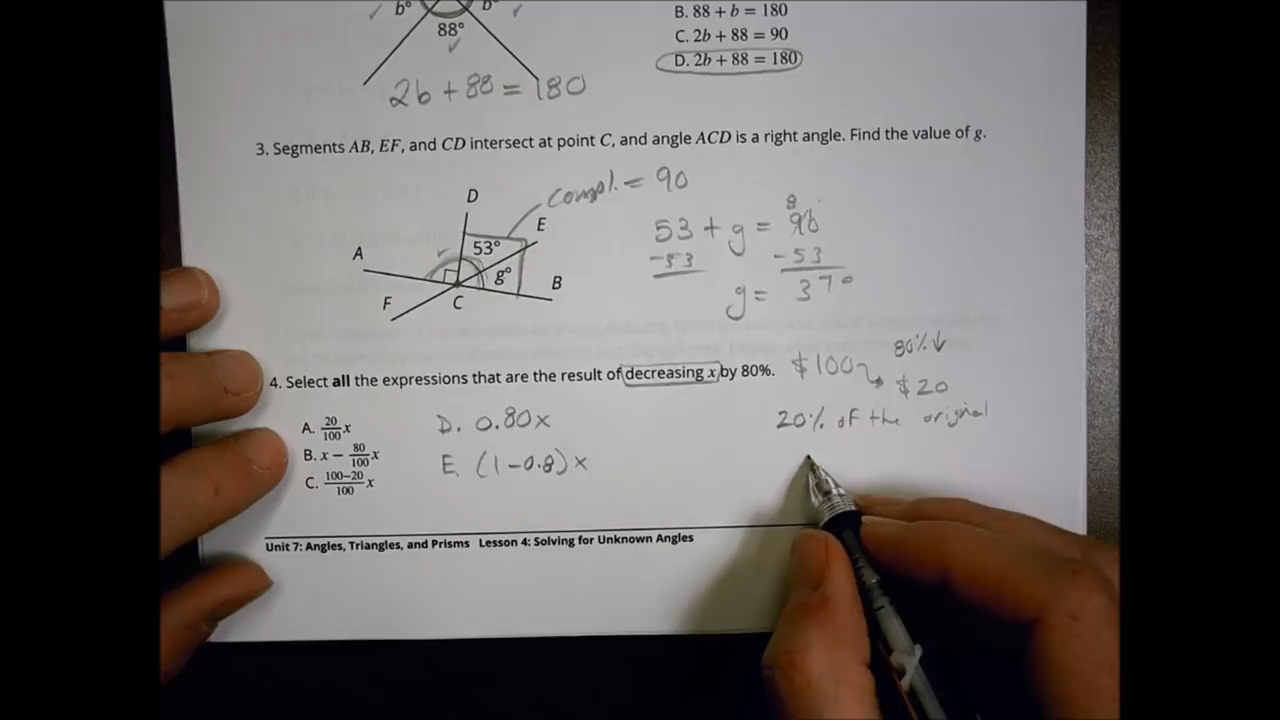 b° b°
88°
2b + 88 = 180
B. 88 + b = 180
C. 2b + 88 = 90
D. 2b + 88 = 180
3. Segments AB, EF, and CD intersect at point C, and angle ACD is a right angle. Find the value of g.
D
compl. = 90
E
53°
A
g°
B
F
C
8
53 + g = 90
-53 -53
g = 37°
4. Select all the expressions that are the result of decreasing x by 80%.
$100 → $20
80% ↓
20% of the original
A. 20/100 x
B. x − 80/100 x
C. 100−20/100 x
D. 0.80x
E. (1 − 0.8)x
Unit 7: Angles, Triangles, and Prisms Lesson 4: Solving for Unknown Angles